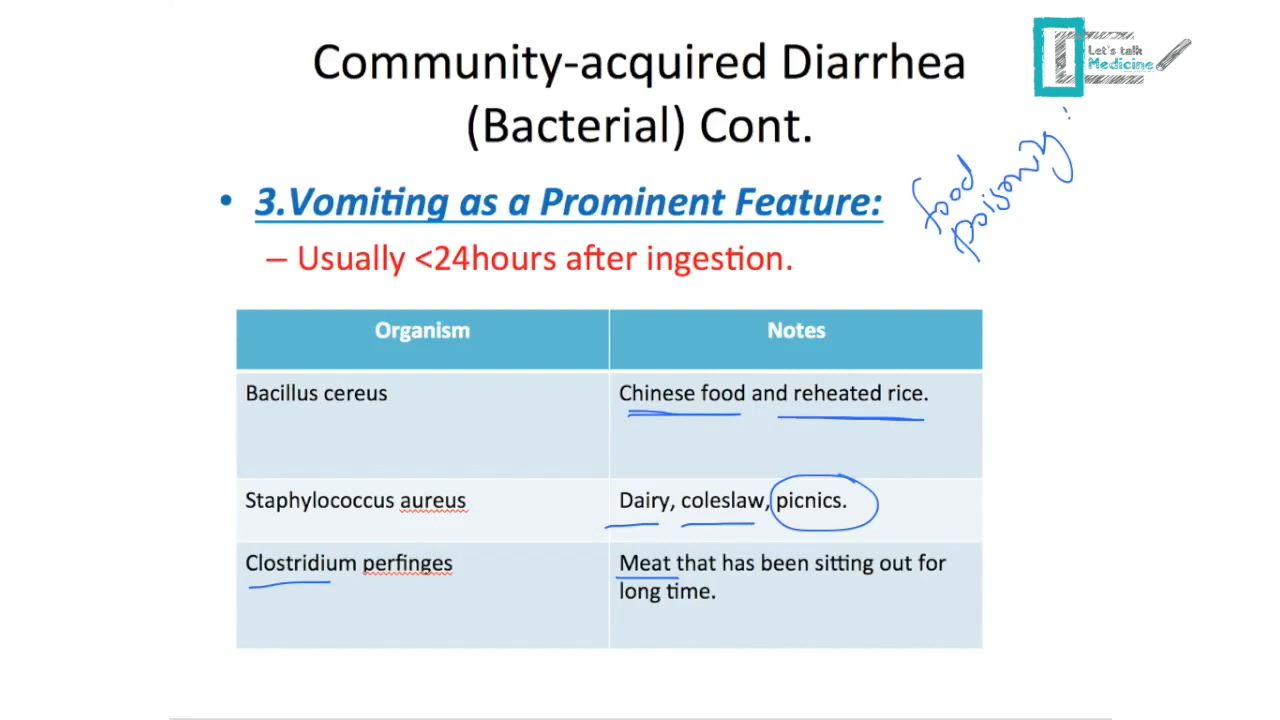 Let's talk
Medicine
Community-acquired Diarrhea
(Bacterial) Cont.
food
poisoning
• 3.Vomiting as a Prominent Feature:
– Usually <24hours after ingestion.
Organism Notes
Bacillus cereus Chinese food and reheated rice.
Staphylococcus aureus Dairy, coleslaw, picnics.
Clostridium perfinges Meat that has been sitting out for
long time.